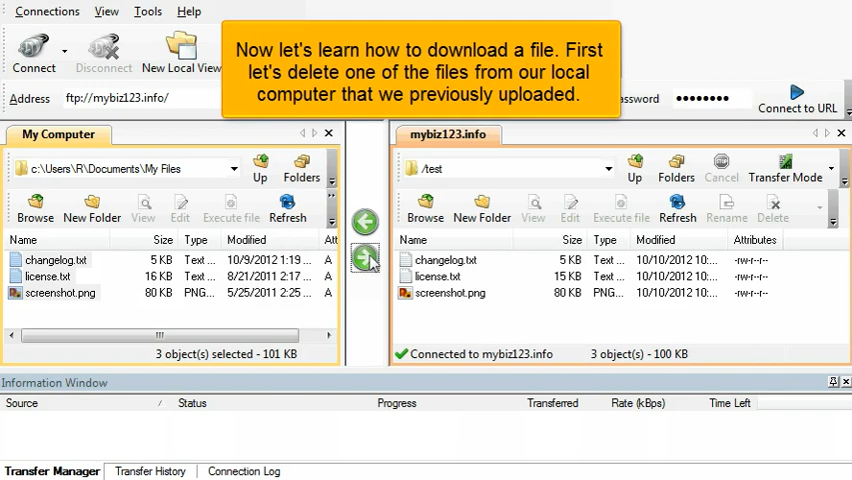 Connections View Tools Help
Now let's learn how to download a file. First
let's delete one of the files from our local
computer that we previously uploaded.
Connect Disconnect New Local View
Address ftp://mybiz123.info/ assword ●●●●●●●● Connect to URL
My Computer
c:\Users\R\Documents\My Files Up Folders
Browse New Folder View Edit Execute file Refresh
Name Size Type Modified Att
changelog.txt 5 KB Text ... 10/9/2012 1:19 ... A
license.txt 16 KB Text ... 8/21/2011 2:17 ... A
screenshot.png 80 KB PNG... 5/25/2011 2:25 ... A
3 object(s) selected - 101 KB
mybiz123.info
/test Up Folders Cancel Transfer Mode
Browse New Folder View Edit Execute file Refresh Rename Delete
Name Size Type Modified Attributes
changelog.txt 5 KB Text ... 10/10/2012 10:... -rw-r--r--
license.txt 15 KB Text ... 10/10/2012 10:... -rw-r--r--
screenshot.png 80 KB PNG... 10/10/2012 10:... -rw-r--r--
Connected to mybiz123.info 3 object(s) - 100 KB
Information Window
Source Status Progress Transferred Rate (kBps) Time Left
Transfer Manager Transfer History Connection Log